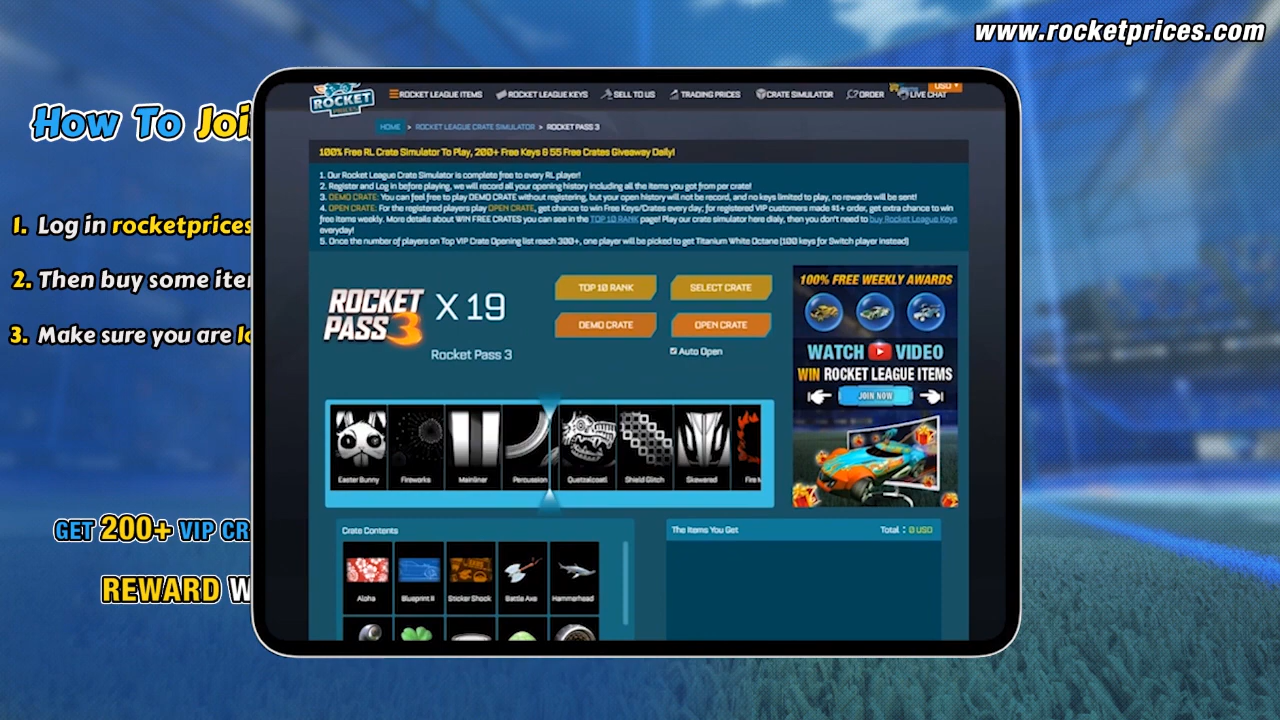 www.rocketprices.com
How To Joi
1. Log in rocketprices
2. Then buy some iter
3. Make sure you are lo
GET 200+ VIP CR
REWARD W
ROCKET
PRICES
ROCKET LEAGUE ITEMS
ROCKET LEAGUE KEYS
SELL TO US
TRADING PRICES
CRATE SIMULATOR
ORDER
USD
LIVE CHAT
HOME > ROCKET LEAGUE CRATE SIMULATOR > ROCKET PASS 3
100% Free RL Crate Simulator To Play, 200+ Free Keys & 55 Free Crates Giveaway Daily!
1. Our Rocket League Crate Simulator is complete free to every RL player!
2. Register and Log in before playing, we will record all your opening history including all the items you got from per crate!
3. DEMO CRATE: You can feel free to play DEMO CRATE without registering, but your open history will not be record, and no keys limited to play, no rewards will be sent!
4. OPEN CRATE: For the registered players play OPEN CRATE, get chance to win Free Keys/Crates every day; for registered VIP customers made $1+ order, get extra chance to win
free items weekly. More details about WIN FREE CRATES you can see in the TOP 10 RANK page! Play our crate simulator here dialy, then you don't need to buy Rocket League Keys
everyday!
5. Once the number of players on Top VIP Crate Opening list reach 300+, one player will be picked to get Titanium White Octane (100 keys for Switch player instead)
ROCKET
PASS 3
X 19
Rocket Pass 3
TOP 10 RANK
SELECT CRATE
DEMO CRATE
OPEN CRATE
Auto Open
100% FREE WEEKLY AWARDS
WATCH VIDEO
WIN ROCKET LEAGUE ITEMS
JOIN NOW
Easter Bunny
Fireworks
Mainliner
Percussion
Quetzalcoatl
Shield Glitch
Skewered
Fire
Crate Contents
Aloha
Blueprint II
Sticker Shock
Battle Axe
Hammerhead
The Items You Get
Total : 0 USD